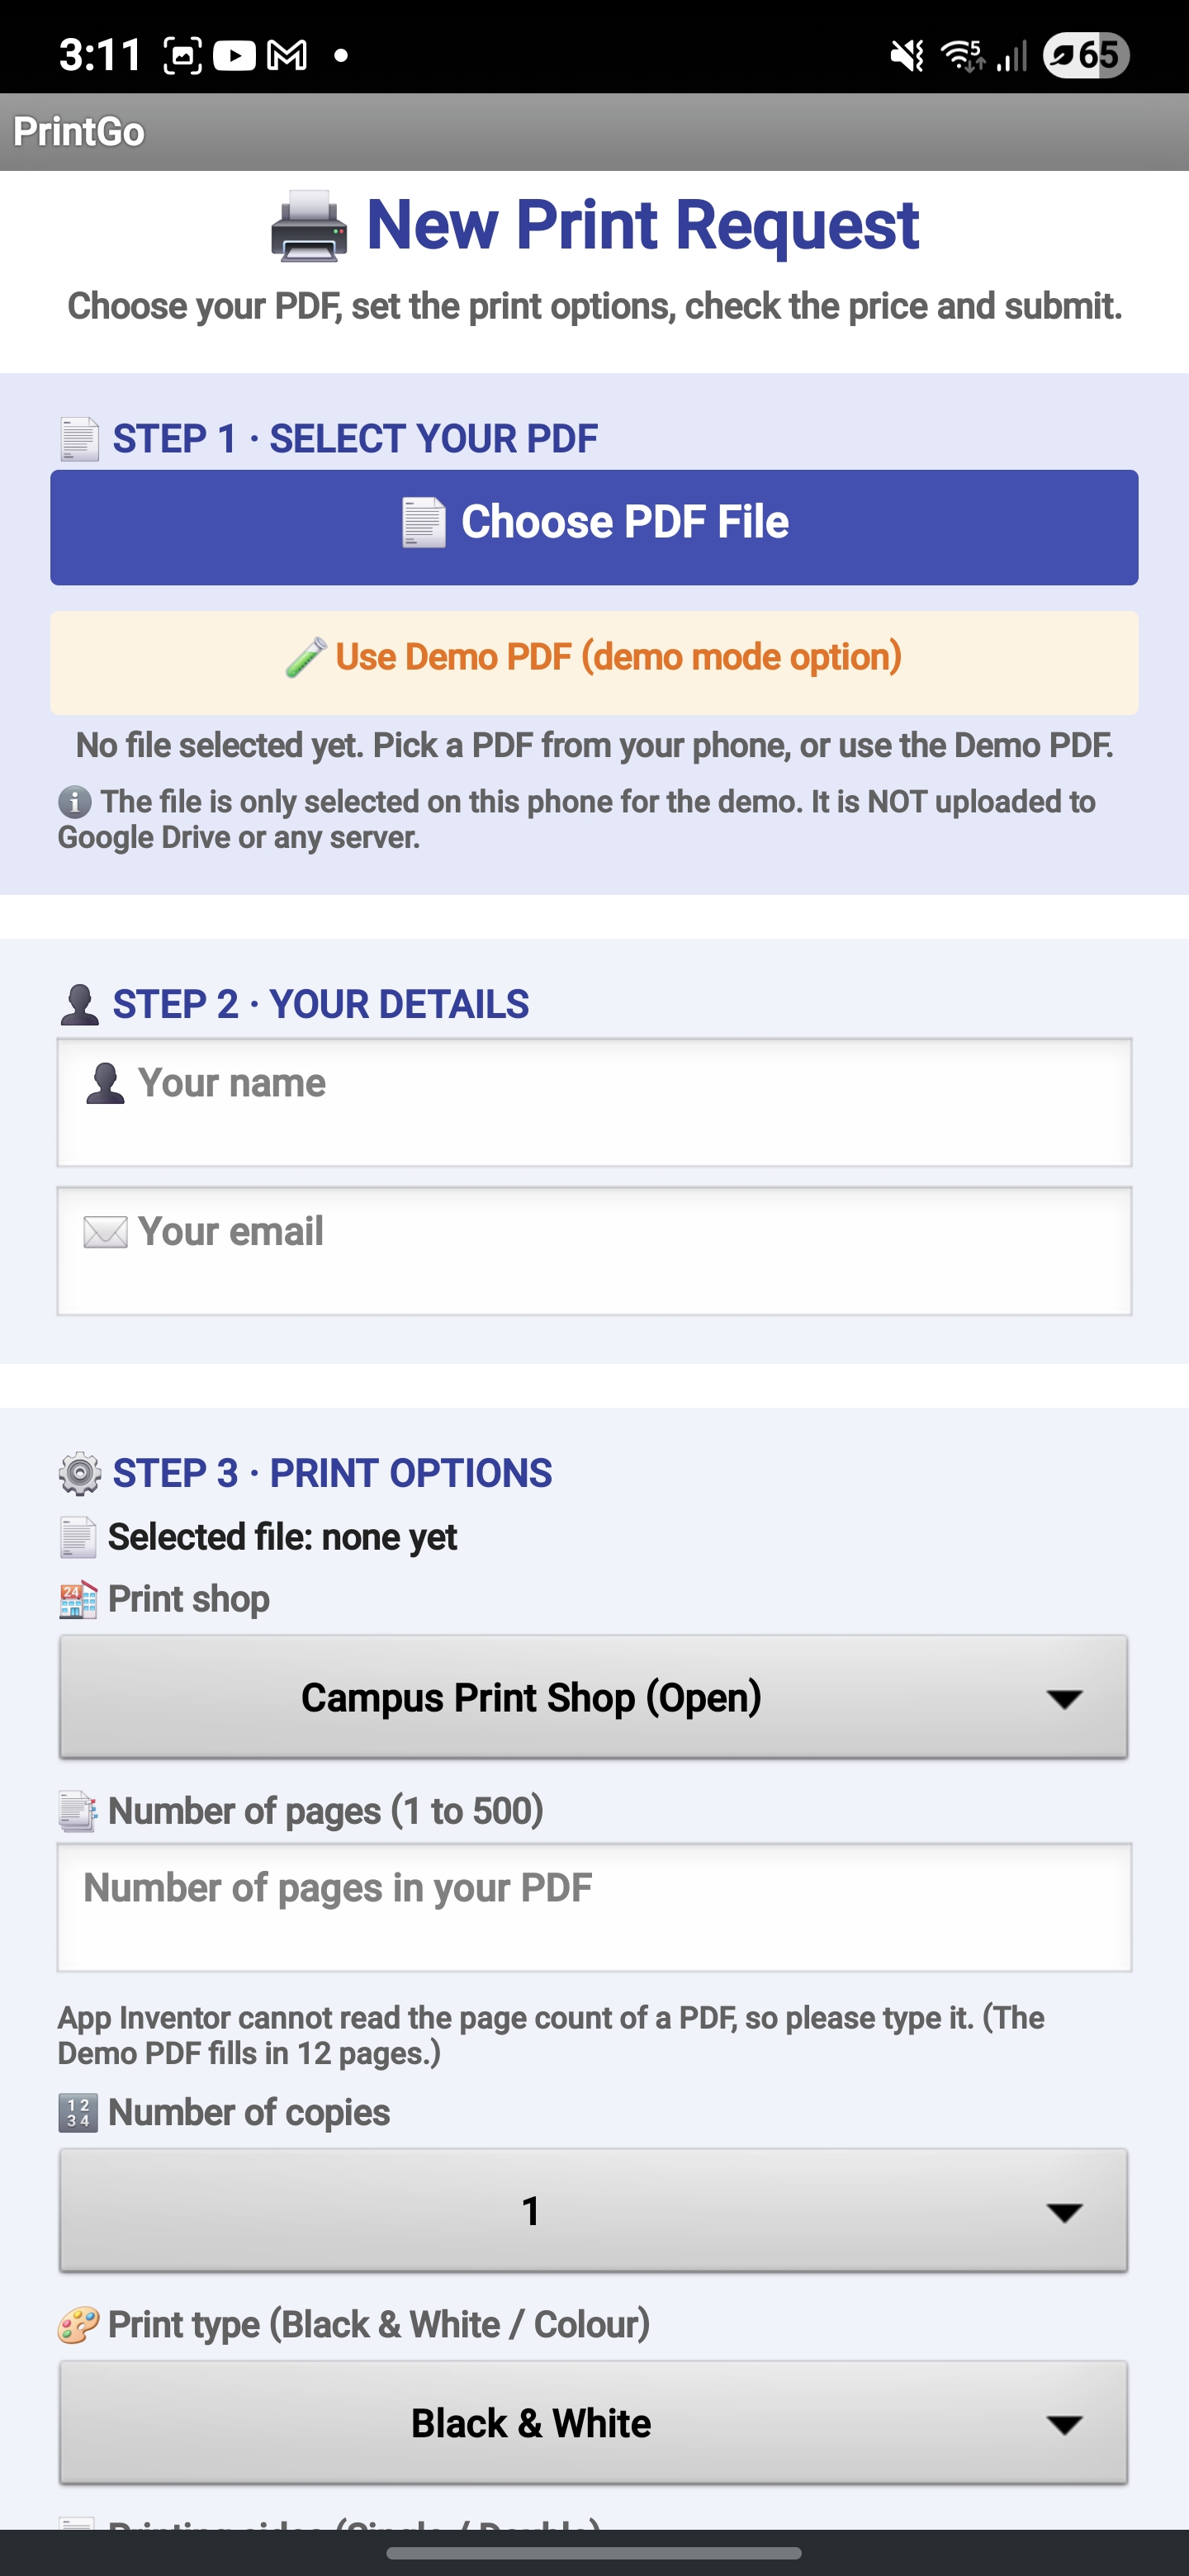 3:11
5
65
PrintGo
New Print Request
Choose your PDF, set the print options, check the price and submit.
STEP 1 · SELECT YOUR PDF
Choose PDF File
Use Demo PDF (demo mode option)
No file selected yet. Pick a PDF from your phone, or use the Demo PDF.
The file is only selected on this phone for the demo. It is NOT uploaded to
Google Drive or any server.
STEP 2 · YOUR DETAILS
Your name
Your email
STEP 3 · PRINT OPTIONS
Selected file: none yet
Print shop
Campus Print Shop (Open)
Number of pages (1 to 500)
Number of pages in your PDF
App Inventor cannot read the page count of a PDF, so please type it. (The
Demo PDF fills in 12 pages.)
Number of copies
1
Print type (Black & White / Colour)
Black & White
Printing sides (Single / Double)